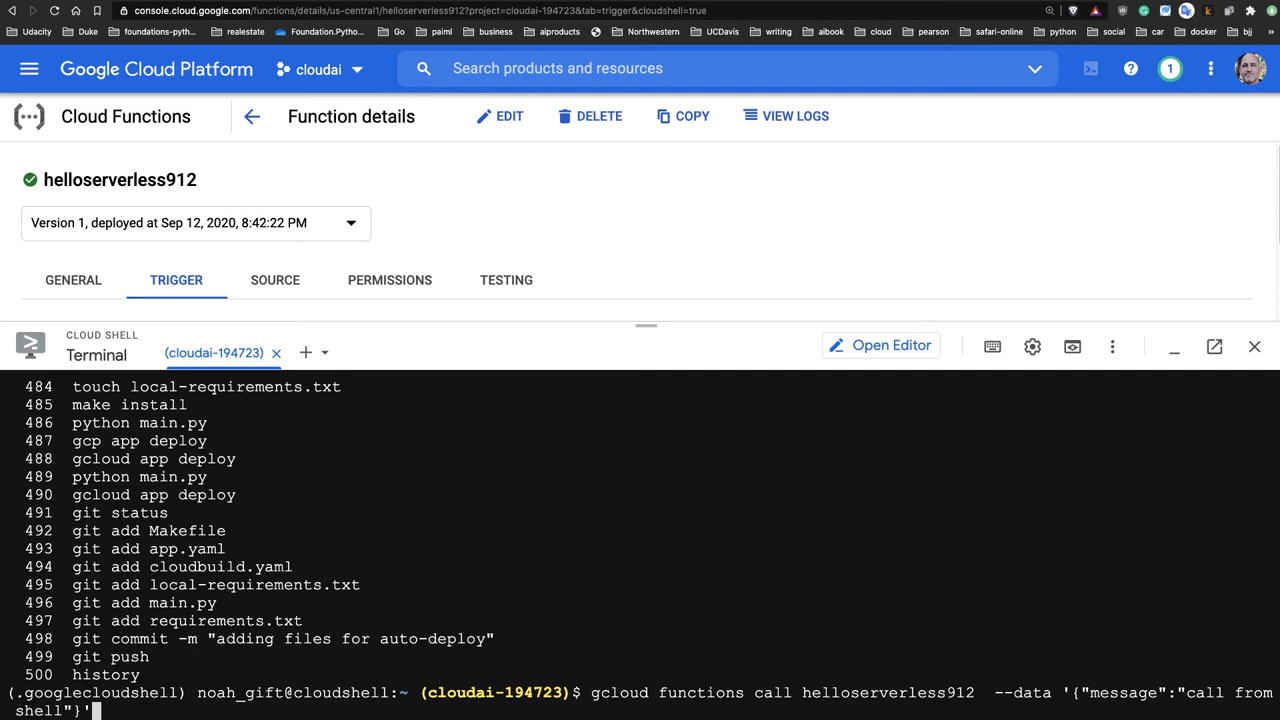 console.cloud.google.com/functions/details/us-central1/helloserverless912?project=cloudai-194723&tab=trigger&cloudshell=true
Udacity Duke foundations-pyth... realestate Foundation.Pytho... Go paiml business aiproducts Northwestern UCDavis writing aibook cloud pearson safari-online python social car docker bjj »
Google Cloud Platform cloudai Search products and resources 1
Cloud Functions Function details EDIT DELETE COPY VIEW LOGS
helloserverless912
Version 1, deployed at Sep 12, 2020, 8:42:22 PM
GENERAL TRIGGER SOURCE PERMISSIONS TESTING
CLOUD SHELL
Terminal (cloudai-194723) Open Editor
484 touch local-requirements.txt
485 make install
486 python main.py
487 gcp app deploy
488 gcloud app deploy
489 python main.py
490 gcloud app deploy
491 git status
492 git add Makefile
493 git add app.yaml
494 git add cloudbuild.yaml
495 git add local-requirements.txt
496 git add main.py
497 git add requirements.txt
498 git commit -m "adding files for auto-deploy"
499 git push
500 history
(.googlecloudshell) noah_gift@cloudshell:~ (cloudai-194723)$ gcloud functions call helloserverless912 --data '{"message":"call from
shell"}'